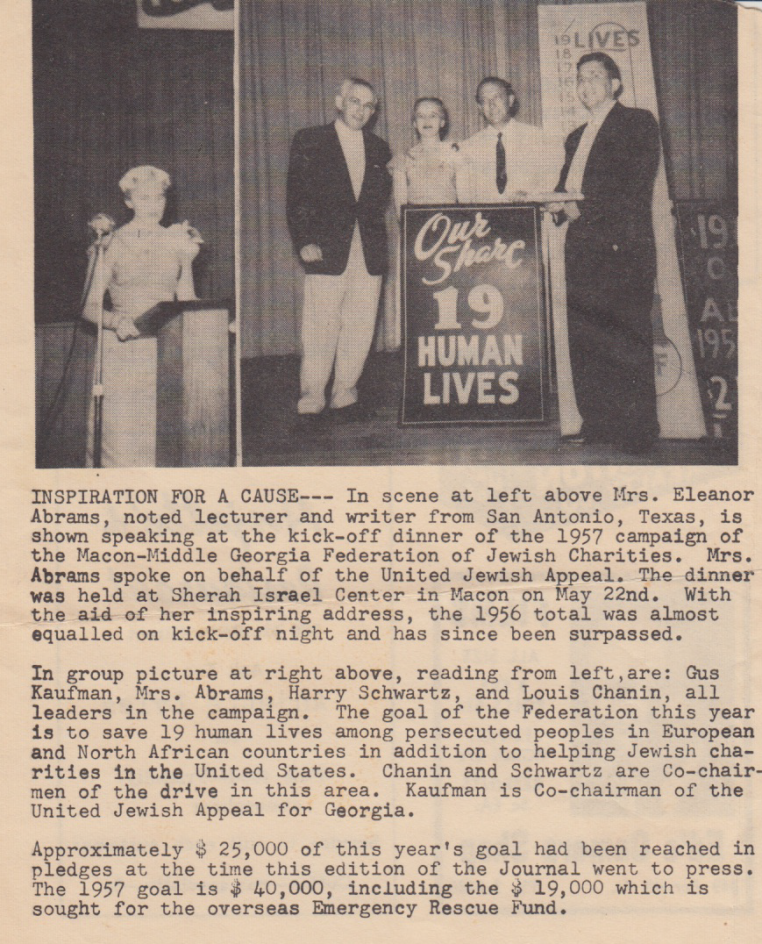 19 LIVES
18
17
16
15
Our
Share
19
HUMAN
LIVES
19
O
AL
195
$2
F
INSPIRATION FOR A CAUSE--- In scene at left above Mrs. Eleanor
Abrams, noted lecturer and writer from San Antonio, Texas, is
shown speaking at the kick-off dinner of the 1957 campaign of
the Macon-Middle Georgia Federation of Jewish Charities. Mrs.
Abrams spoke on behalf of the United Jewish Appeal. The dinner
was held at Sherah Israel Center in Macon on May 22nd. With
the aid of her inspiring address, the 1956 total was almost
equalled on kick-off night and has since been surpassed.
In group picture at right above, reading from left,are: Gus
Kaufman, Mrs. Abrams, Harry Schwartz, and Louis Chanin, all
leaders in the campaign. The goal of the Federation this year
is to save 19 human lives among persecuted peoples in European
and North African countries in addition to helping Jewish cha-
rities in the United States. Chanin and Schwartz are Co-chair-
men of the drive in this area. Kaufman is Co-chairman of the
United Jewish Appeal for Georgia.
Approximately $ 25,000 of this year's goal had been reached in
pledges at the time this edition of the Journal went to press.
The 1957 goal is $ 40,000, including the $ 19,000 which is
sought for the overseas Emergency Rescue Fund.